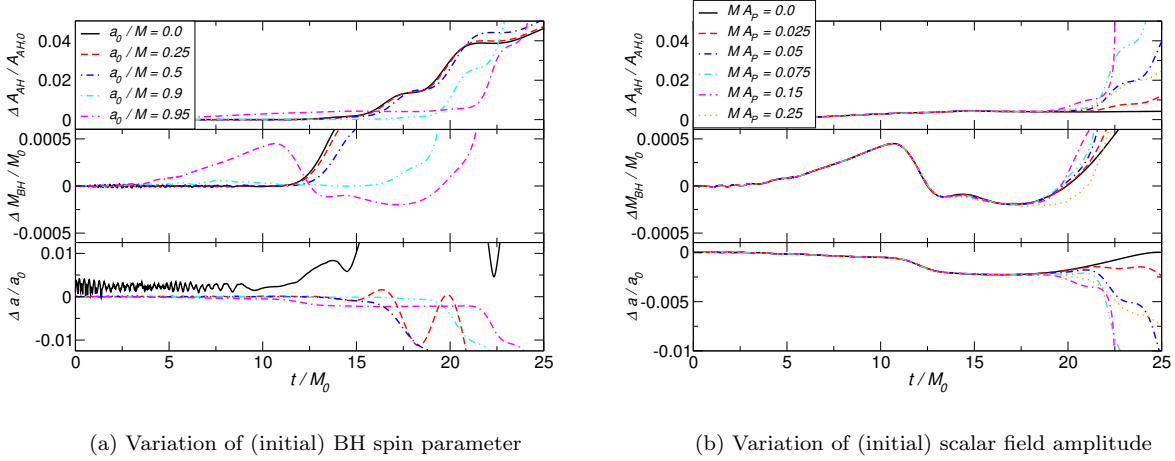 a₀ / M = 0.0
a₀ / M = 0.25
a₀ / M = 0.5
a₀ / M = 0.9
a₀ / M = 0.95
Δ A_AH / A_AH,0
0.04
0.02
0
Δ M_BH / M₀
0.0005
0
-0.0005
Δ a / a₀
0.01
0
-0.01
0 5 10 15 20 25
t / M₀
(a) Variation of (initial) BH spin parameter
M A_P = 0.0
M A_P = 0.025
M A_P = 0.05
M A_P = 0.075
M A_P = 0.15
M A_P = 0.25
Δ A_AH / A_AH,0
0.04
0.02
0
Δ M_BH / M₀
0.0005
0
-0.0005
Δ a / a₀
0
-0.005
-0.01
0 5 10 15 20 25
t / M₀
(b) Variation of (initial) scalar field amplitude